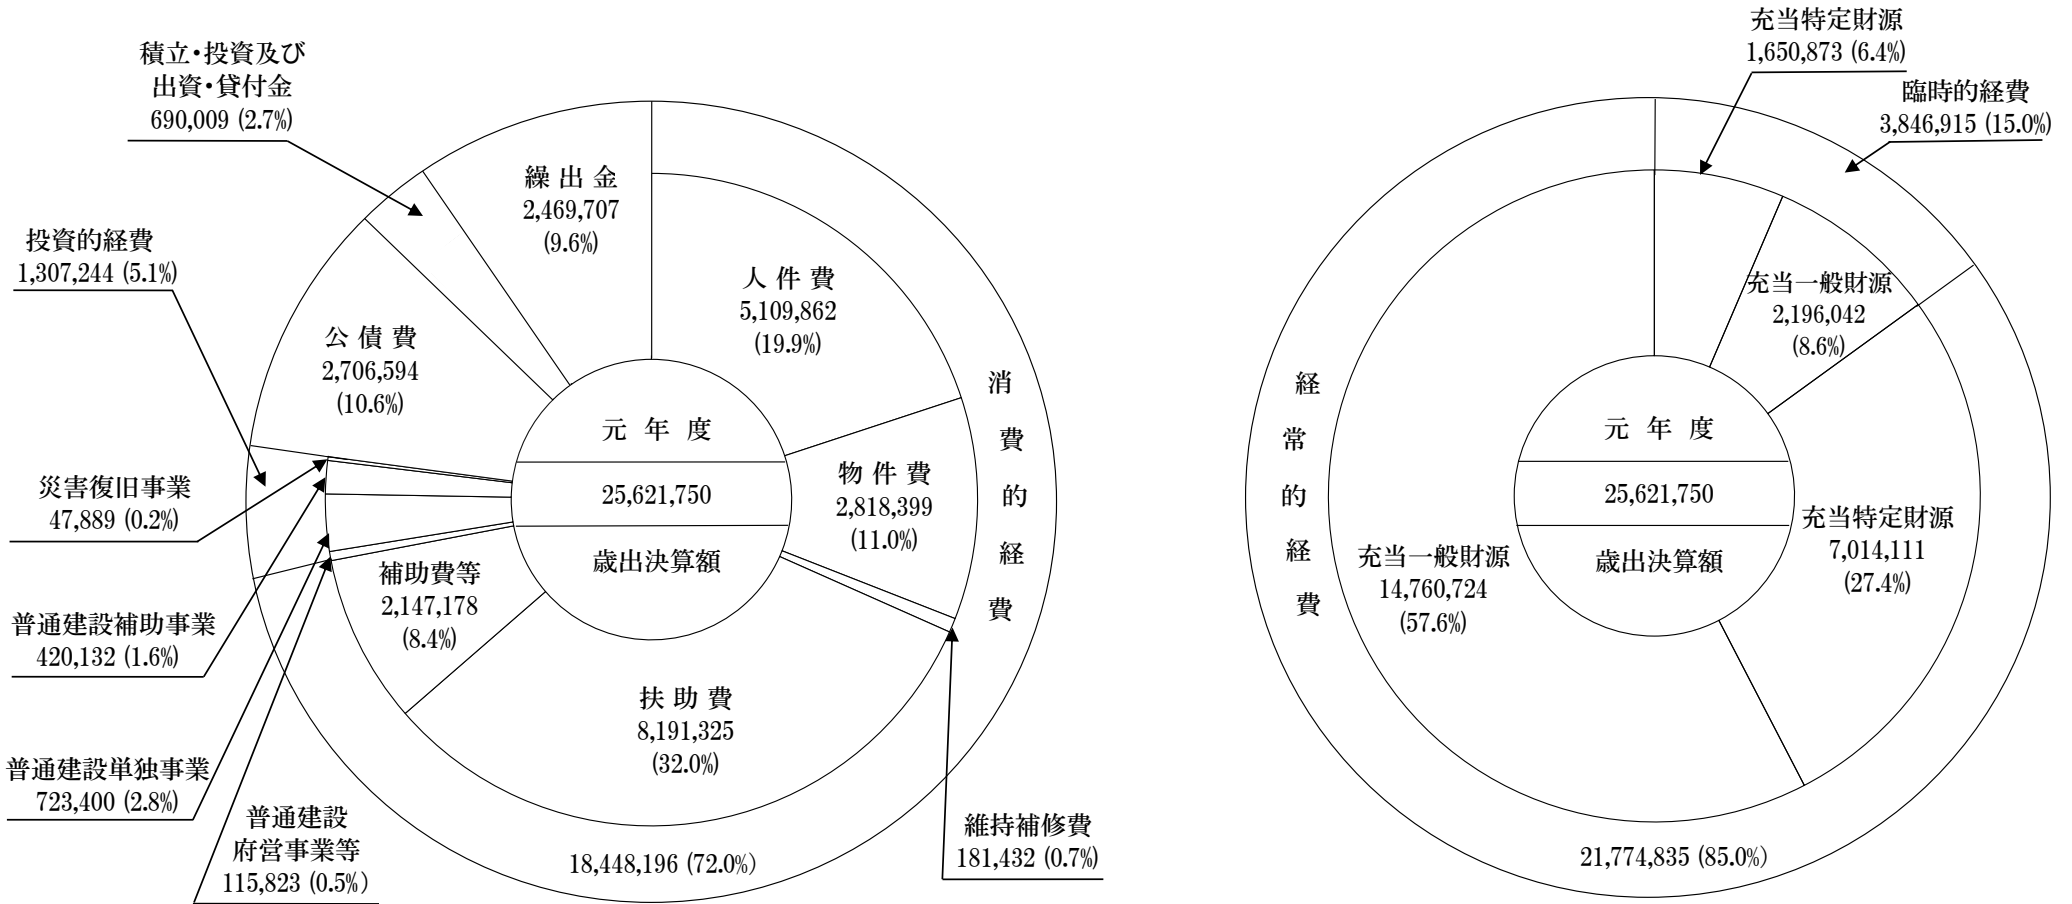 積立・投資及び
出資・貸付金
690,009 (2.7%)
繰出金
2,469,707
(9.6%)
人件費
5,109,862
(19.9%)
投資的経費
1,307,244 (5.1%)
公債費
2,706,594
(10.6%)
消費的経費
元年度
25,621,750
歳出決算額
物件費
2,818,399
(11.0%)
災害復旧事業
47,889 (0.2%)
補助費等
2,147,178
(8.4%)
普通建設補助事業
420,132 (1.6%)
扶助費
8,191,325
(32.0%)
普通建設単独事業
723,400 (2.8%)
普通建設
府営事業等
115,823 (0.5%)
18,448,196 (72.0%)
維持補修費
181,432 (0.7%)
充当特定財源
1,650,873 (6.4%)
臨時的経費
3,846,915 (15.0%)
充当一般財源
2,196,042
(8.6%)
経常的経費
元年度
25,621,750
歳出決算額
充当特定財源
7,014,111
(27.4%)
充当一般財源
14,760,724
(57.6%)
21,774,835 (85.0%)